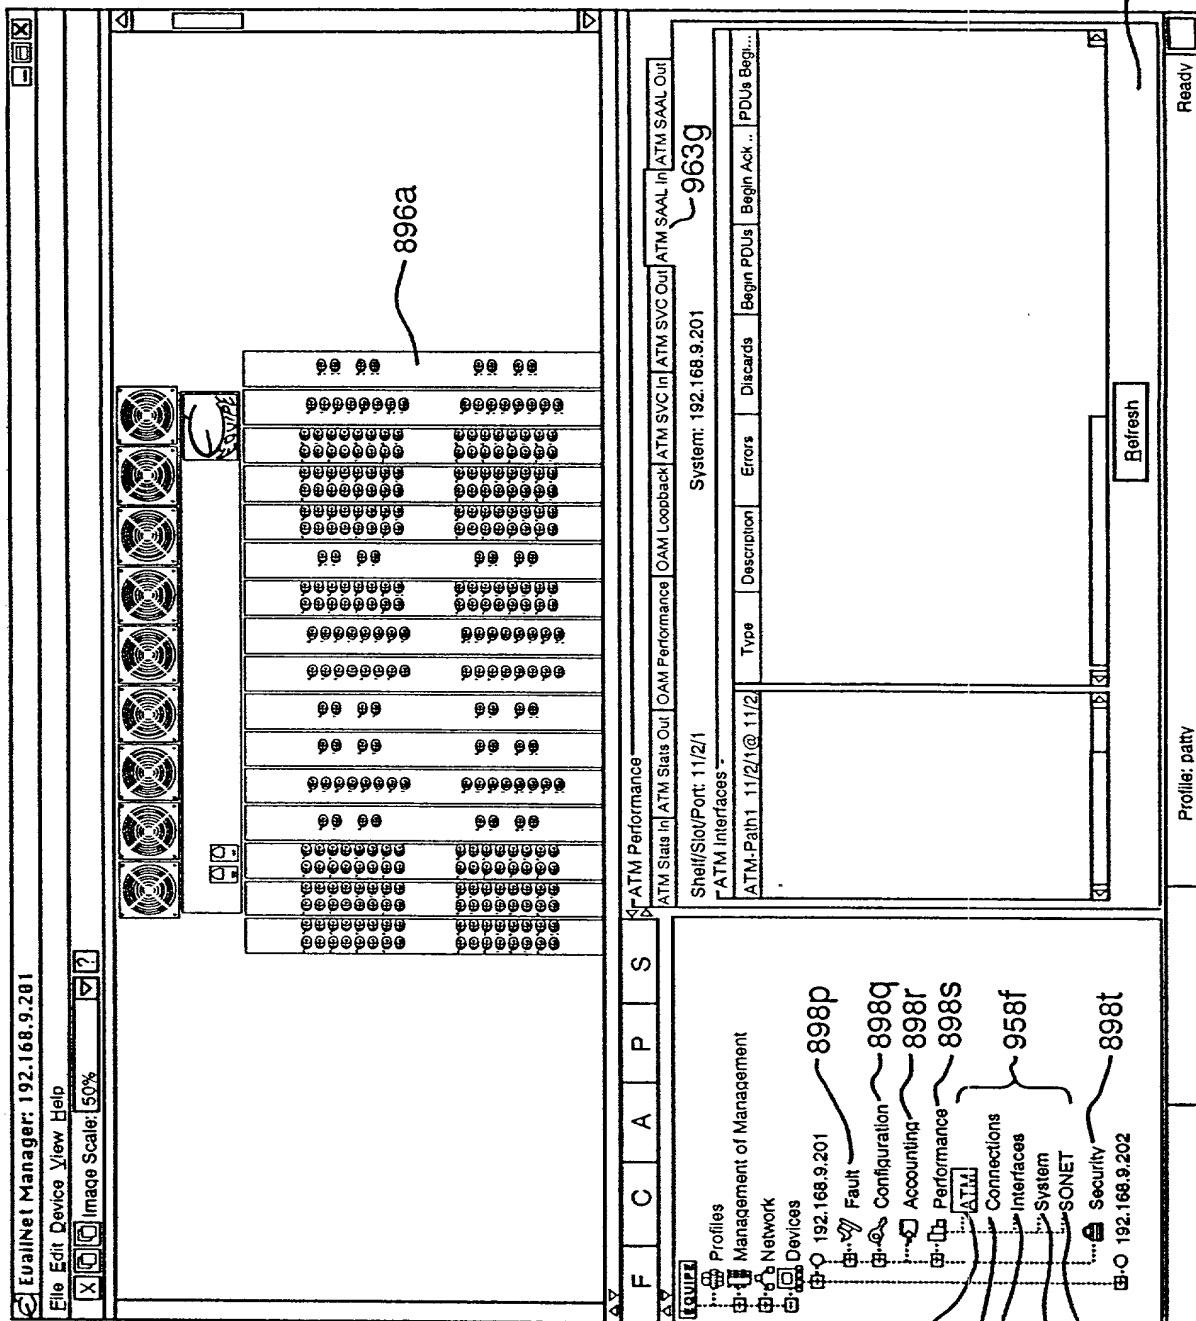 EualNet Manager: 192.168.9.201
File Edit Device View Help
Image Scale: 50% ?
EQUIPE
896a
F C A P S
EQUIPE
Profiles
Management of Management
Network
Devices
192.168.9.201
Fault
898p
Configuration
898q
Accounting
898r
Performance
898s
ATM
Connections
Interfaces
System
SONET
958f
Security
898t
192.168.9.202
ATM Performance
ATM Stats In ATM Stats Out OAM Performance OAM Loopback ATM SVC In ATM SVC Out ATM SAAL In ATM SAAL Out
963g
Shelf/Slot/Port: 11/2/1 System: 192.168.9.201
ATM Interfaces
ATM-Path1 11/2/1@ 11/2 Type Description Errors Discards Begin PDUs Begin Ack .. PDUs Begi...
Refresh
Profile: patty Ready